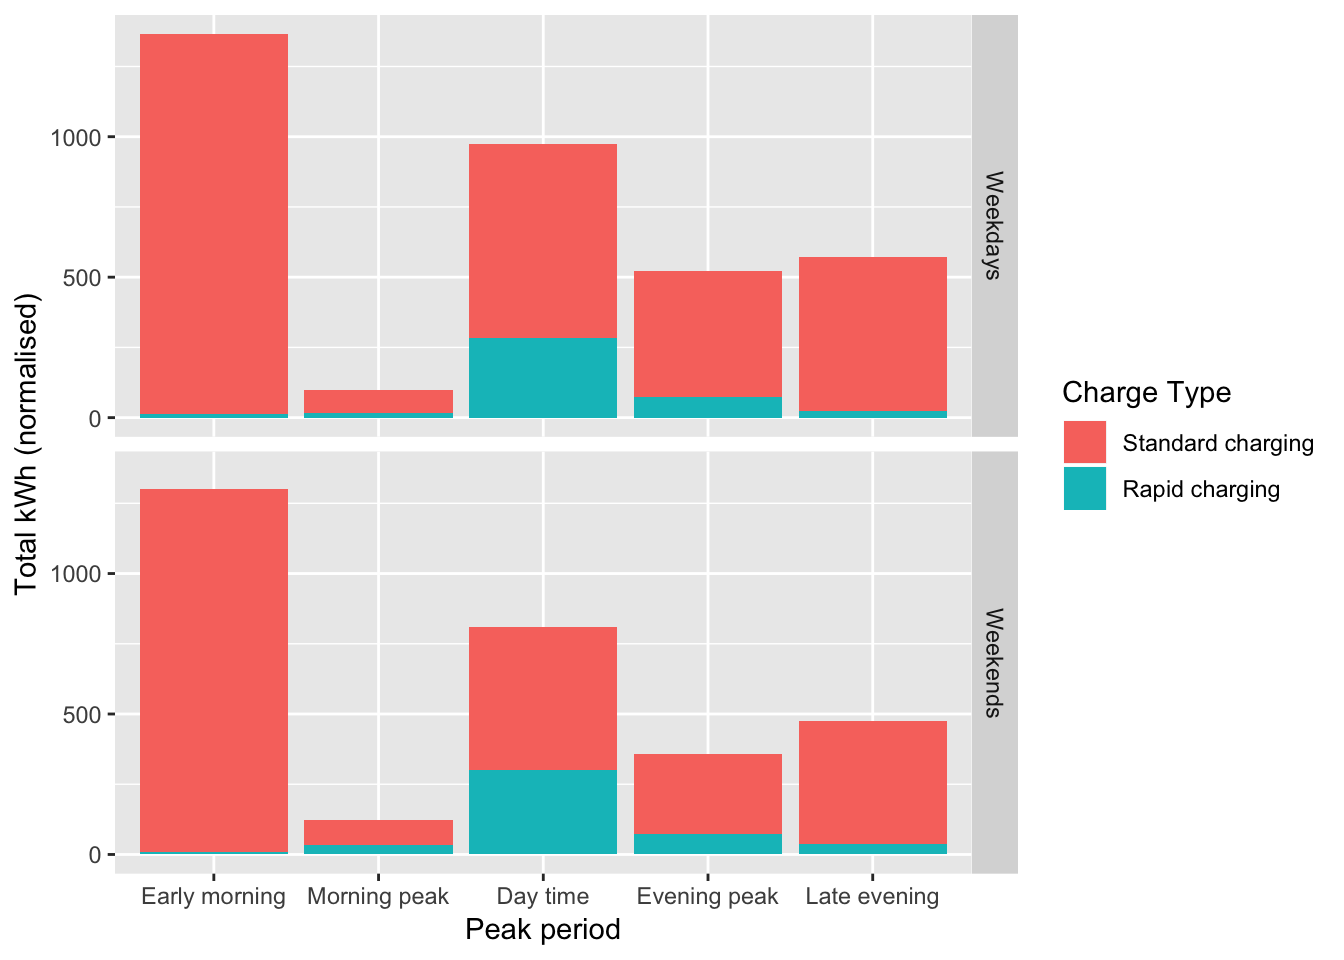 Total kWh (normalised)
1000
500
0
Weekdays
1000
500
0
Weekends
Early morning
Morning peak
Day time
Evening peak
Late evening
Peak period
Charge Type
Standard charging
Rapid charging